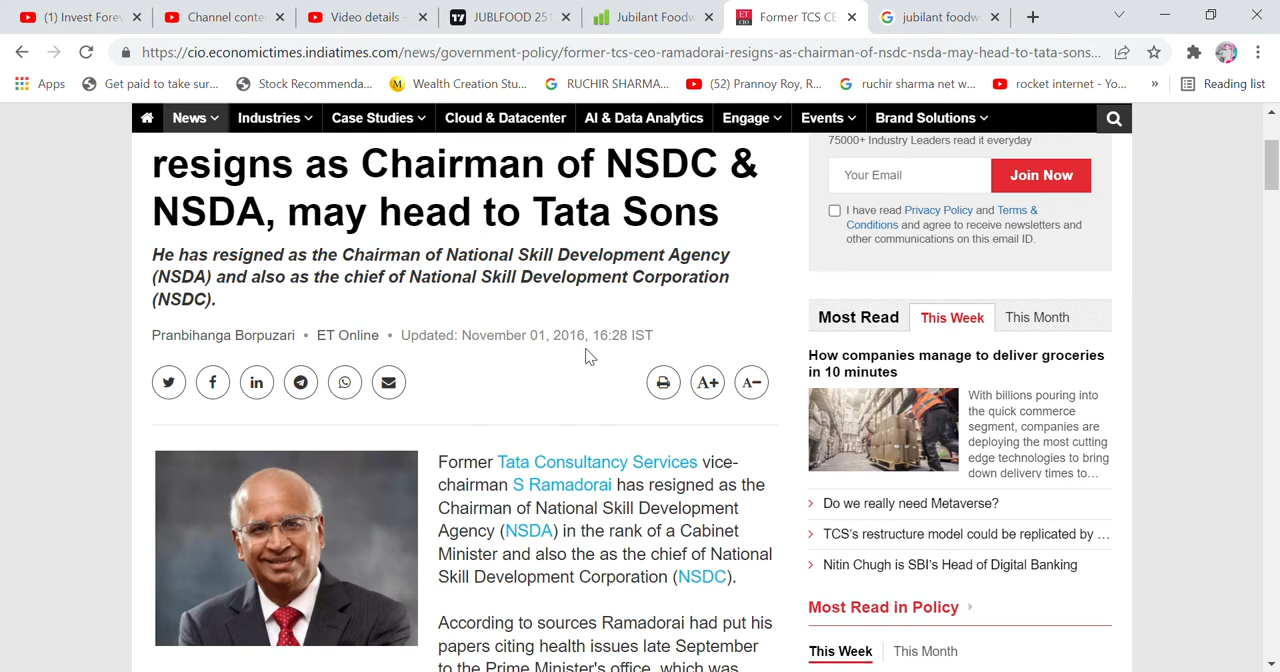 (1) Invest Forev
Channel conte
Video details -
JUBLFOOD 251
Jubilant Foodw
Former TCS CE
jubilant foodw
https://cio.economictimes.indiatimes.com/news/government-policy/former-tcs-ceo-ramadorai-resigns-as-chairman-of-nsdc-nsda-may-head-to-tata-sons...
Apps
Get paid to take sur...
Stock Recommenda...
Wealth Creation Stu...
RUCHIR SHARMA...
(52) Prannoy Roy, R...
ruchir sharma net w...
rocket internet - Yo...
»
Reading list
News
Industries
Case Studies
Cloud & Datacenter
AI & Data Analytics
Engage
Events
Brand Solutions
resigns as Chairman of NSDC &
NSDA, may head to Tata Sons
He has resigned as the Chairman of National Skill Development Agency
(NSDA) and also as the chief of National Skill Development Corporation
(NSDC).
Pranbihanga Borpuzari • ET Online • Updated: November 01, 2016, 16:28 IST
A+
A-
Former Tata Consultancy Services vice-
chairman S Ramadorai has resigned as the
Chairman of National Skill Development
Agency (NSDA) in the rank of a Cabinet
Minister and also the as the chief of National
Skill Development Corporation (NSDC).
According to sources Ramadorai had put his
papers citing health issues late September
to the Prime Minister's office, which was
75000+ Industry Leaders read it everyday
Your Email
Join Now
I have read Privacy Policy and Terms &
Conditions and agree to receive newsletters and
other communications on this email ID.
Most Read
This Week
This Month
How companies manage to deliver groceries
in 10 minutes
With billions pouring into
the quick commerce
segment, companies are
deploying the most cutting
edge technologies to bring
down delivery times to...
Do we really need Metaverse?
TCS's restructure model could be replicated by ...
Nitin Chugh is SBI's Head of Digital Banking
Most Read in Policy
This Week
This Month